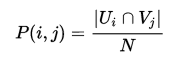 P(i, j) = |U_i ∩ V_j| / N